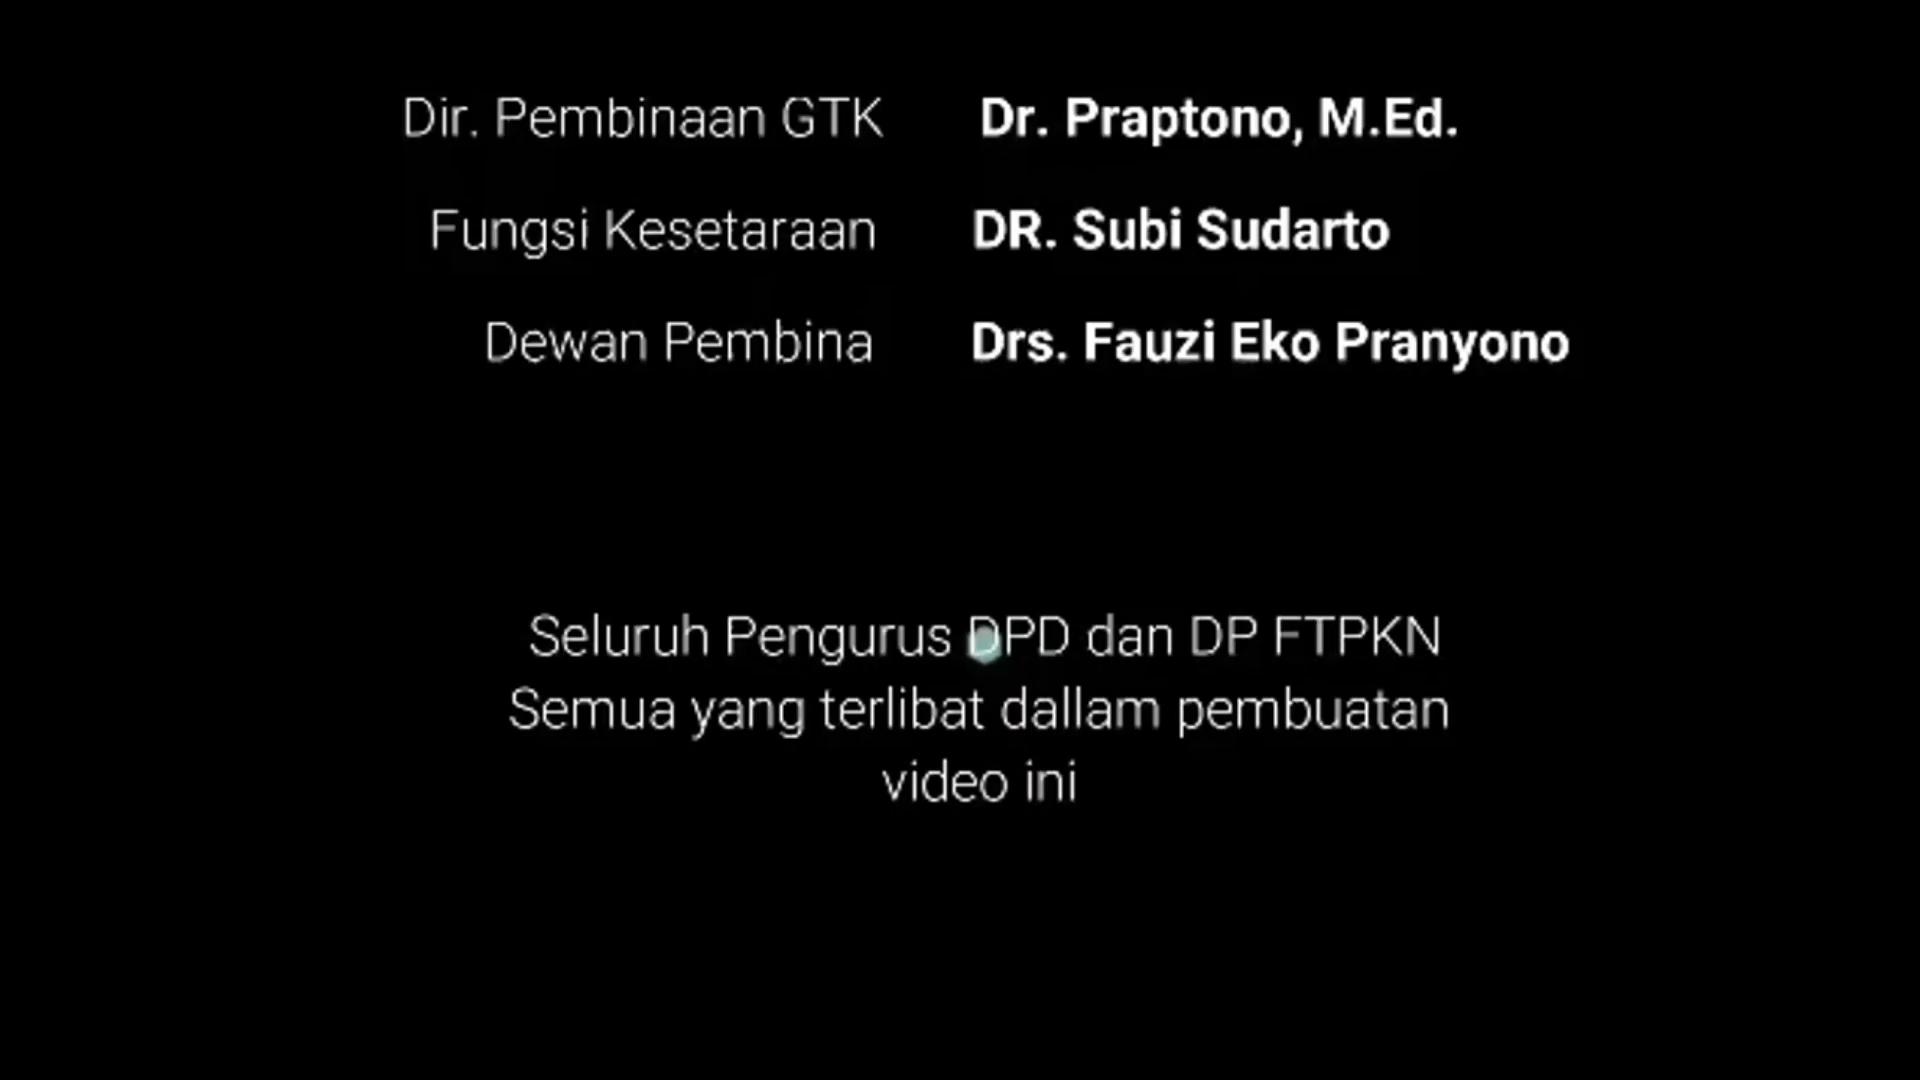 Dir. Pembinaan GTK Dr. Praptono, M.Ed.
Fungsi Kesetaraan DR. Subi Sudarto
Dewan Pembina Drs. Fauzi Eko Pranyono
Seluruh Pengurus DPD dan DP FTPKN
Semua yang terlibat dallam pembuatan
video ini